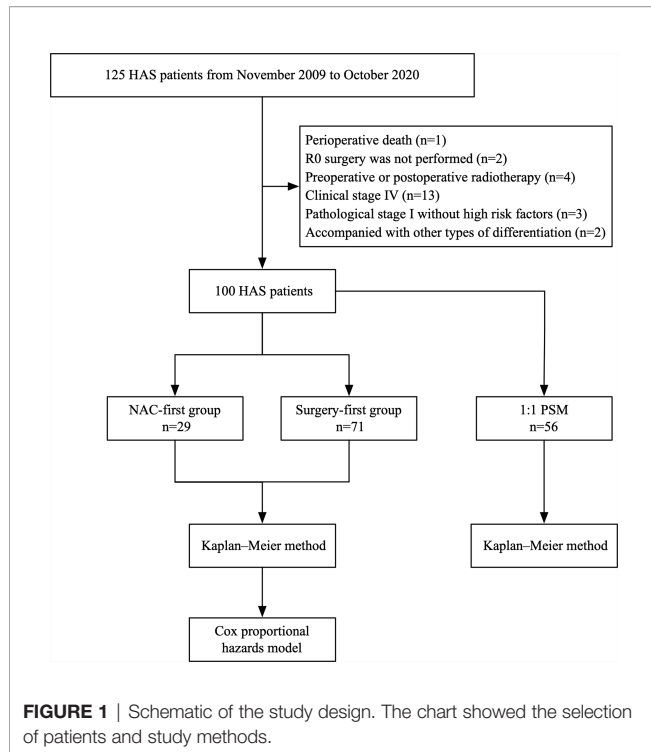 125 HAS patients from November 2009 to October 2020
Perioperative death (n=1)
R0 surgery was not performed (n=2)
Preoperative or postoperative radiotherapy (n=4)
Clinical stage IV (n=13)
Pathological stage I without high risk factors (n=3)
Accompanied with other types of differentiation (n=2)
100 HAS patients
NAC-first group
n=29
Surgery-first group
n=71
1:1 PSM
n=56
Kaplan–Meier method
Kaplan–Meier method
Cox proportional
hazards model
FIGURE 1 | Schematic of the study design. The chart showed the selection
of patients and study methods.